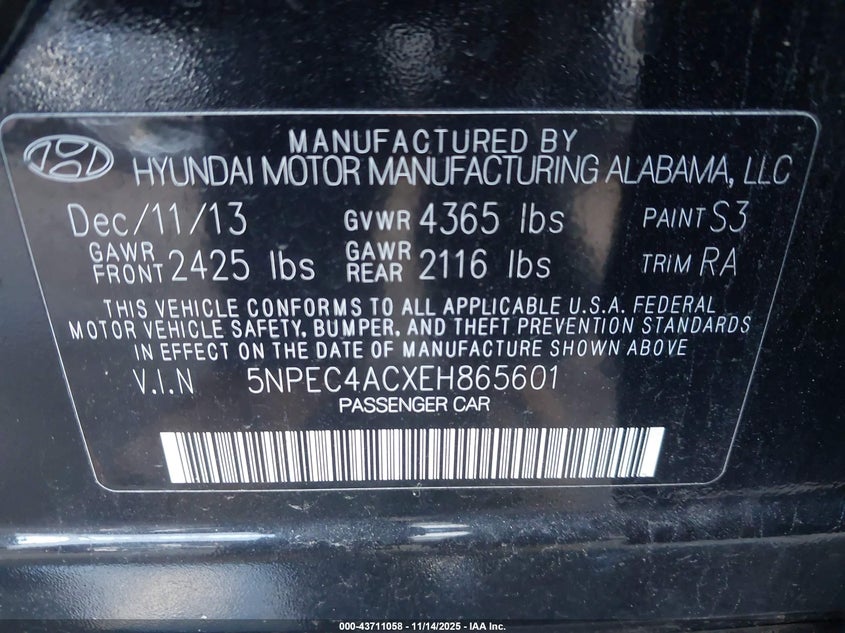 MANUFACTURED BY
HYUNDAI MOTOR MANUFACTURING ALABAMA, LLC
Dec/11/13 GVWR 4365 lbs PAINT S3
GAWR FRONT 2425 lbs GAWR REAR 2116 lbs TRIM RA
THIS VEHICLE CONFORMS TO ALL APPLICABLE U.S.A. FEDERAL
MOTOR VEHICLE SAFETY, BUMPER, AND THEFT PREVENTION STANDARDS
IN EFFECT ON THE DATE OF MANUFACTURE SHOWN ABOVE
V.I.N 5NPEC4ACXEH865601
PASSENGER CAR
000-43711058 - 11/14/2025 - IAA Inc.